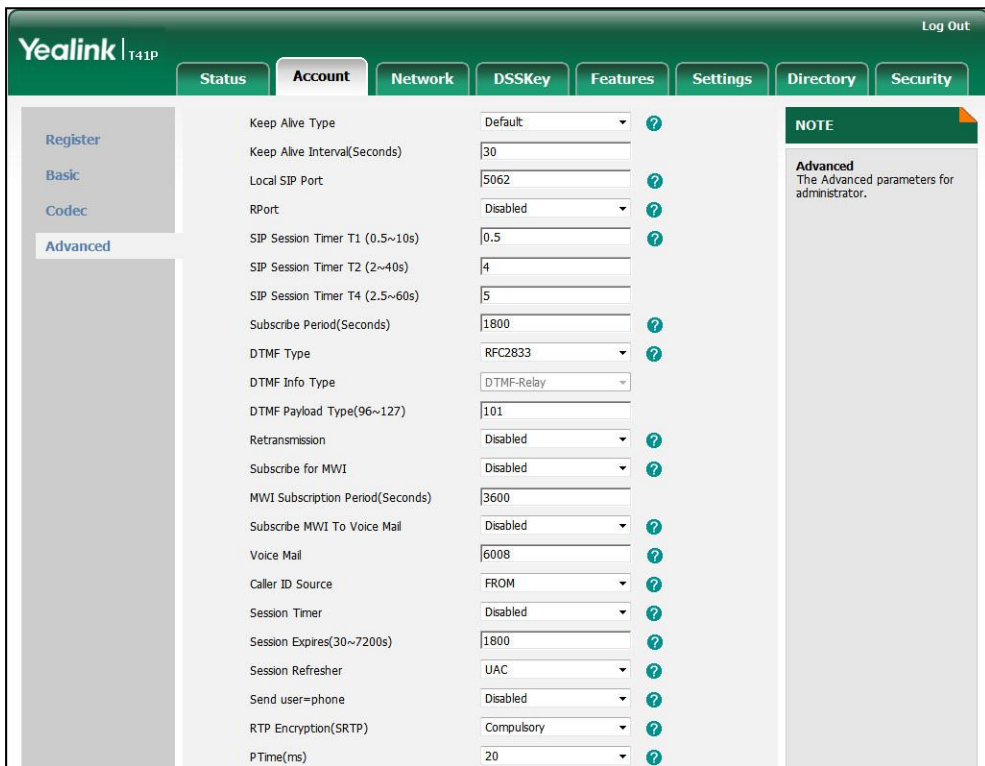 Log Out
Yealink T41P
Status Account Network DSSKey Features Settings Directory Security
Register
Basic
Codec
Advanced
Keep Alive Type Default ?
Keep Alive Interval(Seconds) 30
Local SIP Port 5062 ?
RPort Disabled ?
SIP Session Timer T1 (0.5~10s) 0.5 ?
SIP Session Timer T2 (2~40s) 4
SIP Session Timer T4 (2.5~60s) 5
Subscribe Period(Seconds) 1800 ?
DTMF Type RFC2833 ?
DTMF Info Type DTMF-Relay
DTMF Payload Type(96~127) 101
Retransmission Disabled ?
Subscribe for MWI Disabled ?
MWI Subscription Period(Seconds) 3600
Subscribe MWI To Voice Mail Disabled ?
Voice Mail 6008 ?
Caller ID Source FROM ?
Session Timer Disabled ?
Session Expires(30~7200s) 1800 ?
Session Refresher UAC ?
Send user=phone Disabled ?
RTP Encryption(SRTP) Compulsory ?
PTime(ms) 20 ?
NOTE
Advanced
The Advanced parameters for
administrator.